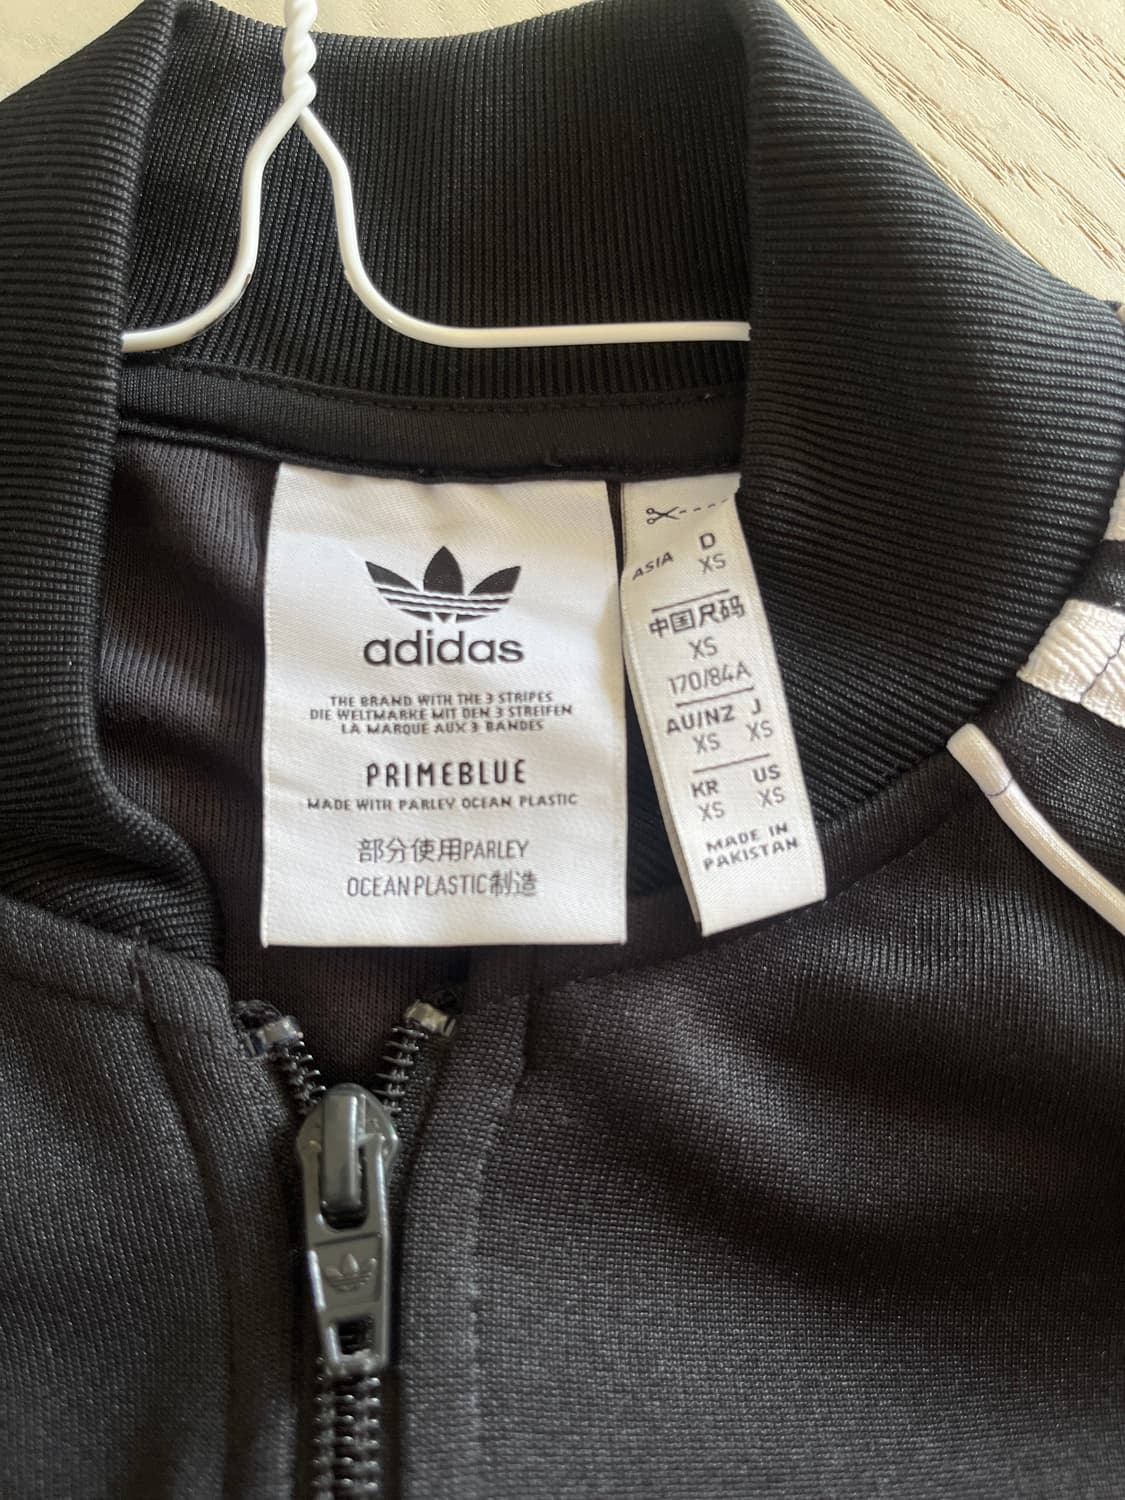 adidas
THE BRAND WITH THE 3 STRIPES
DIE WELTMARKE MIT DEN 3 STREIFEN
LA MARQUE AUX 3 BANDES
PRIMEBLUE
MADE WITH PARLEY OCEAN PLASTIC
部分使用PARLEY
OCEAN PLASTIC制造
ASIA D
XS
中国尺码
XS
170/84A
AU/NZ J
XS XS
KR US
XS XS
MADE IN
PAKISTAN